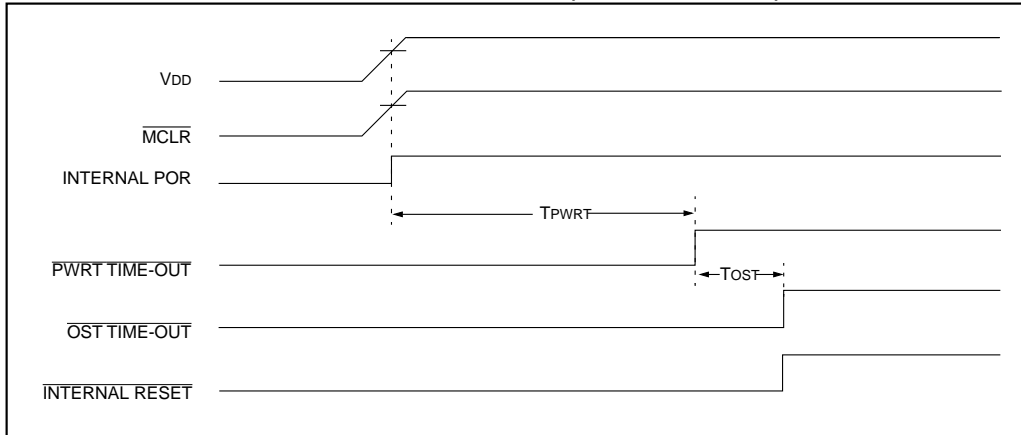 VDD
MCLR
INTERNAL POR
TPWRT
PWRT TIME-OUT
TOST
OST TIME-OUT
INTERNAL RESET